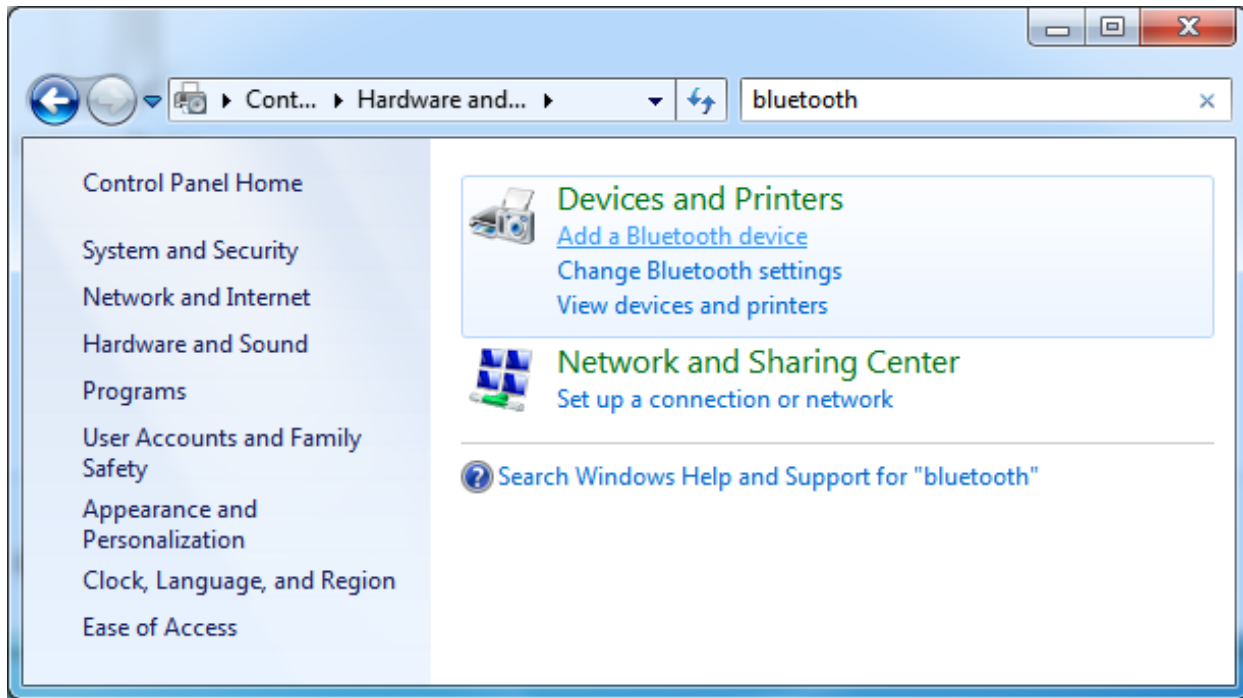 Cont... Hardware and...
bluetooth
Control Panel Home
System and Security
Network and Internet
Hardware and Sound
Programs
User Accounts and Family
Safety
Appearance and
Personalization
Clock, Language, and Region
Ease of Access
Devices and Printers
Add a Bluetooth device
Change Bluetooth settings
View devices and printers
Network and Sharing Center
Set up a connection or network
Search Windows Help and Support for "bluetooth"